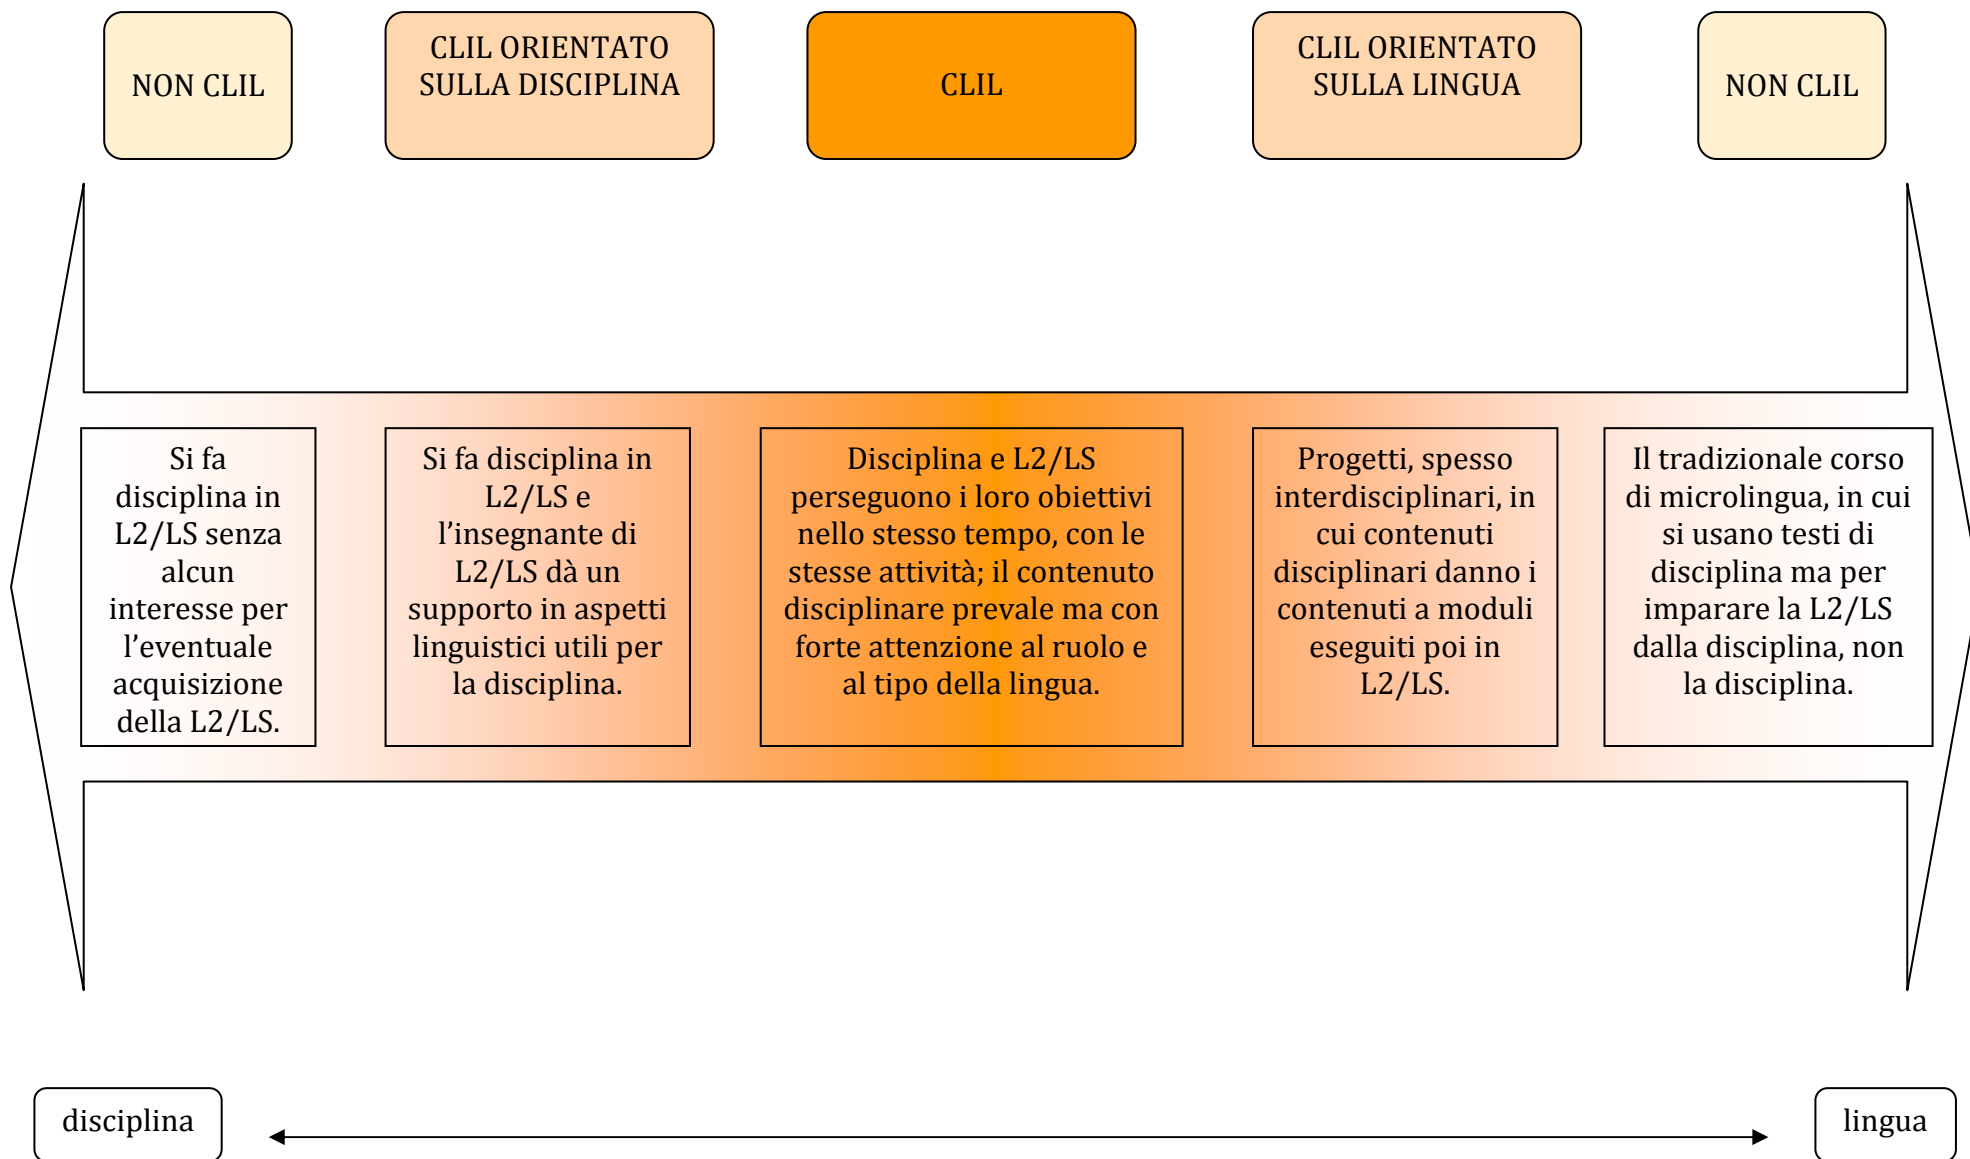 NON CLIL
CLIL ORIENTATO
SULLA DISCIPLINA
CLIL
CLIL ORIENTATO
SULLA LINGUA
NON CLIL
Si fa
disciplina in
L2/LS senza
alcun
interesse per
l’eventuale
acquisizione
della L2/LS.
Si fa disciplina in
L2/LS e
l’insegnante di
L2/LS dà un
supporto in aspetti
linguistici utili per
la disciplina.
Disciplina e L2/LS
perseguono i loro obiettivi
nello stesso tempo, con le
stesse attività; il contenuto
disciplinare prevale ma con
forte attenzione al ruolo e
al tipo della lingua.
Progetti, spesso
interdisciplinari, in
cui contenuti
disciplinari danno i
contenuti a moduli
eseguiti poi in
L2/LS.
Il tradizionale corso
di microlingua, in cui
si usano testi di
disciplina ma per
imparare la L2/LS
dalla disciplina, non
la disciplina.
disciplina
lingua